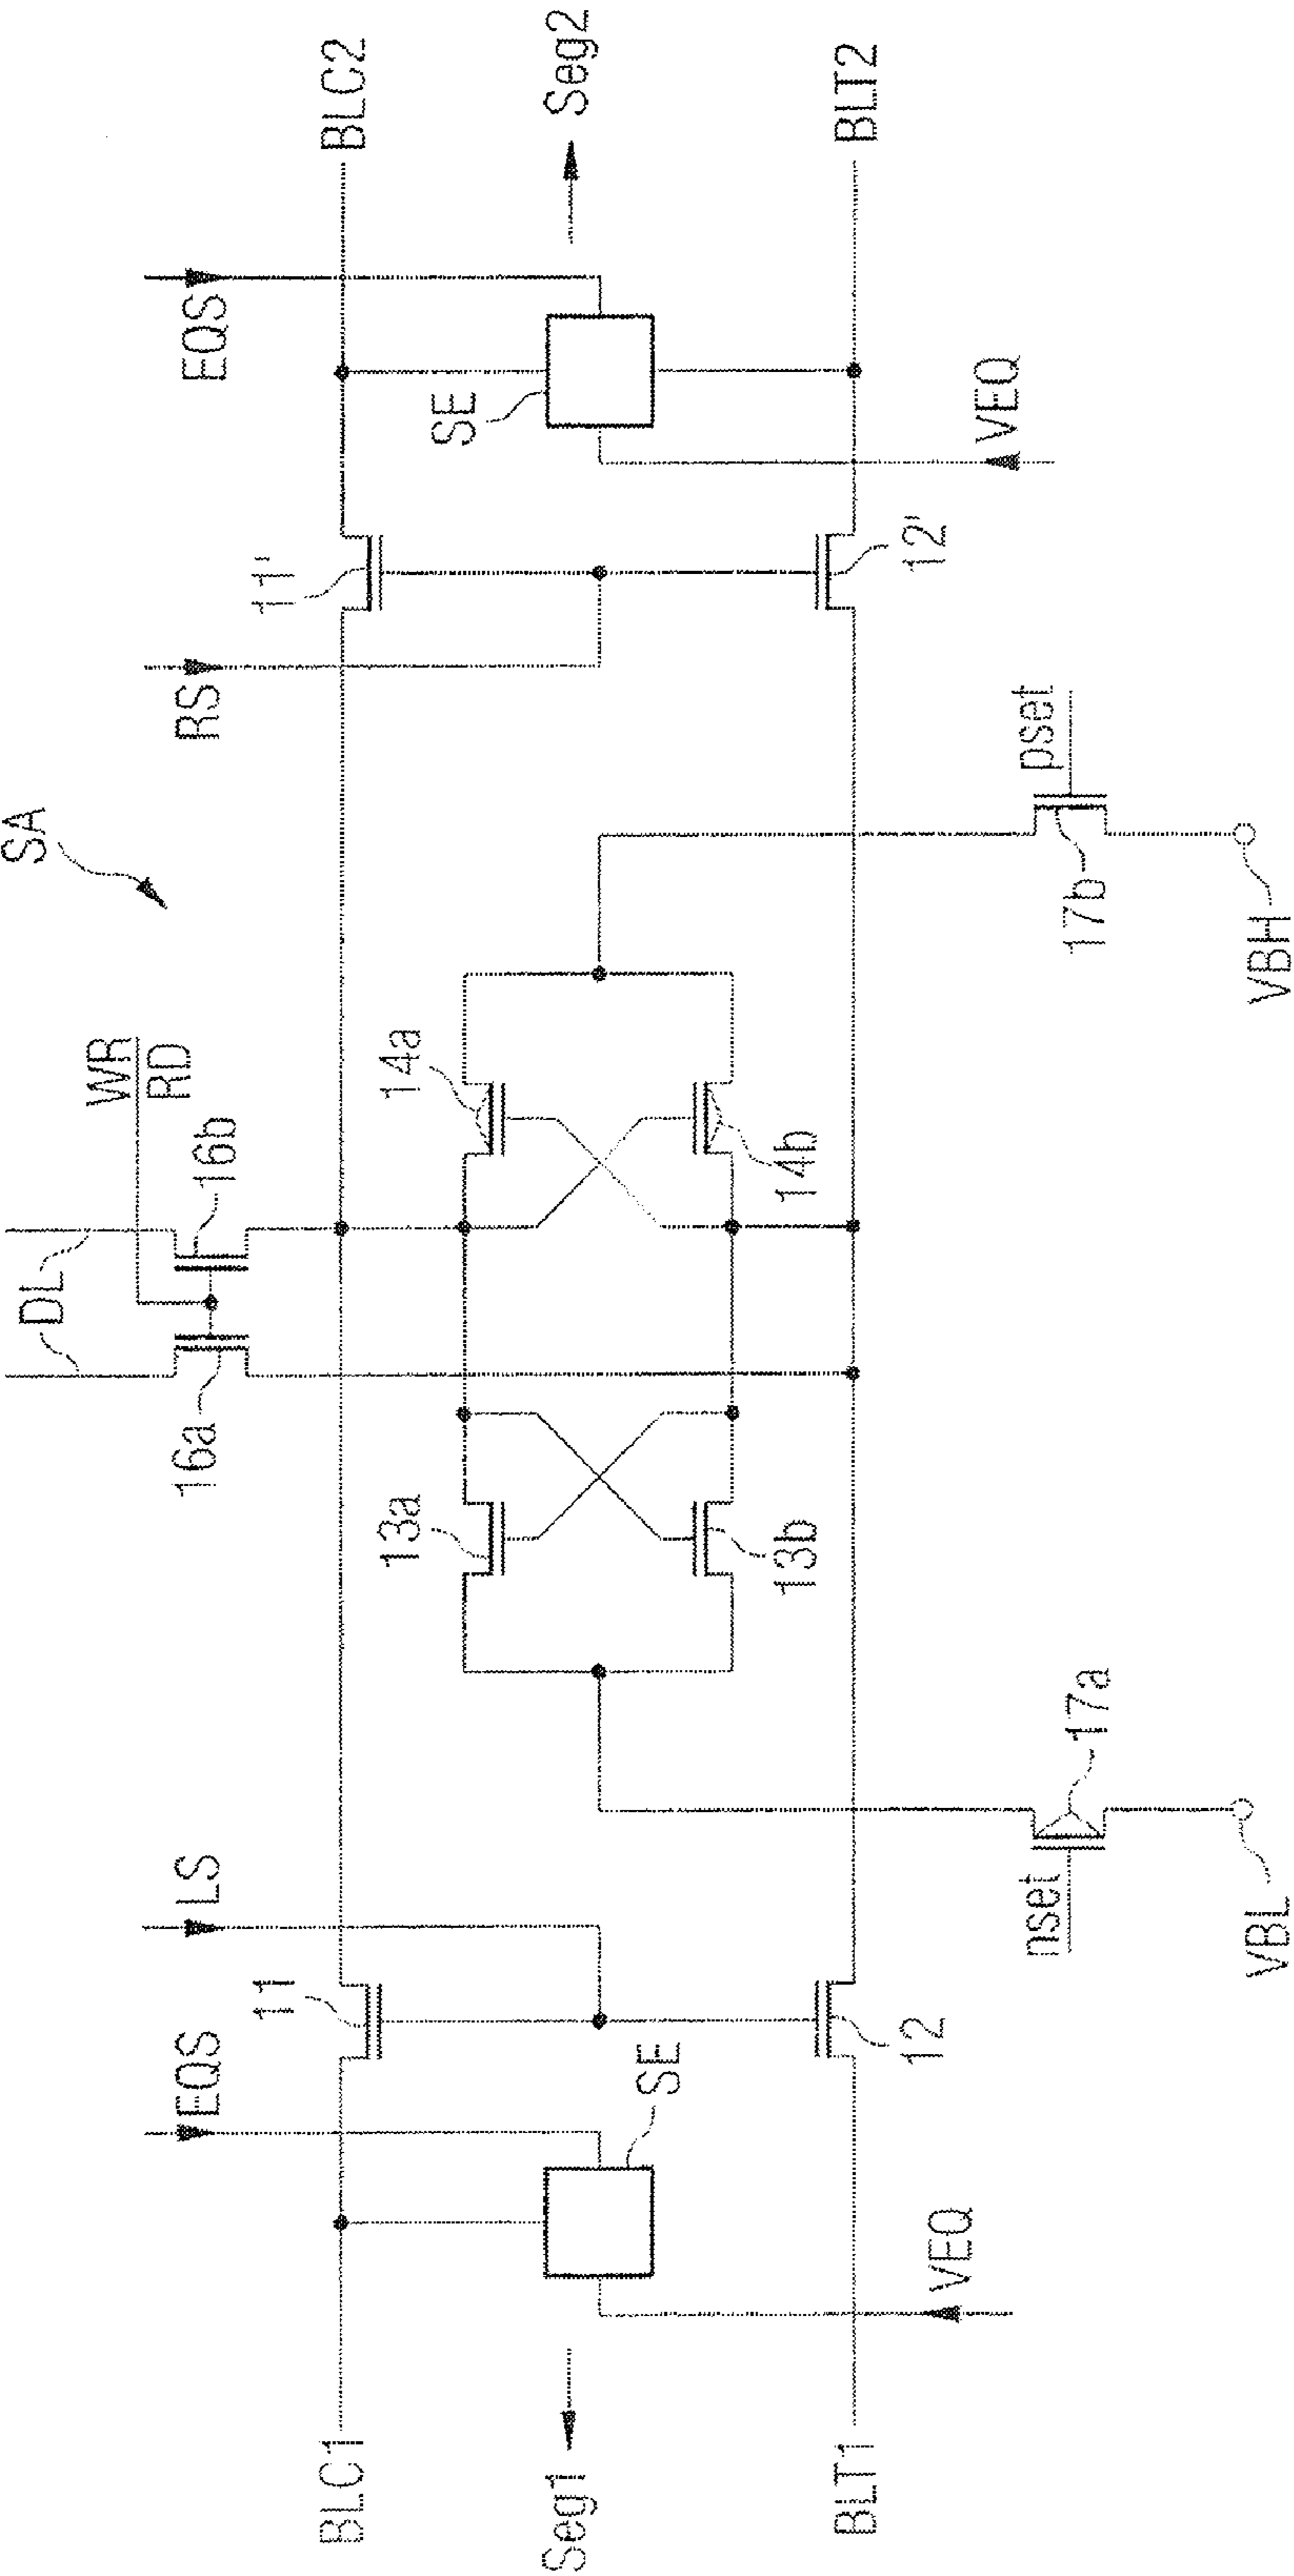 SA
DL
WR
RD
16a
16b
EQS
LS
RS
EQS
BLC1
11
11'
BLC2
13a
14a
SE
SE
Seg1
Seg2
13b
14b
BLT1
12
12'
BLT2
VEQ
nset
17a
17b
pset
VEQ
VBL
VBH